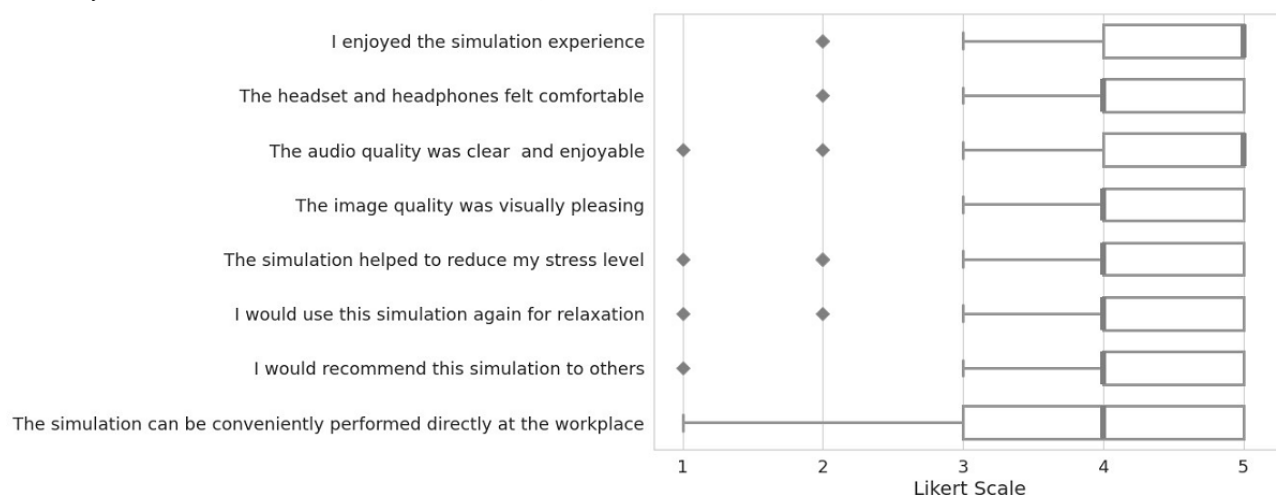 I enjoyed the simulation experience
The headset and headphones felt comfortable
The audio quality was clear  and enjoyable
The image quality was visually pleasing
The simulation helped to reduce my stress level
I would use this simulation again for relaxation
I would recommend this simulation to others
The simulation can be conveniently performed directly at the workplace
1 2 3 4 5
Likert Scale